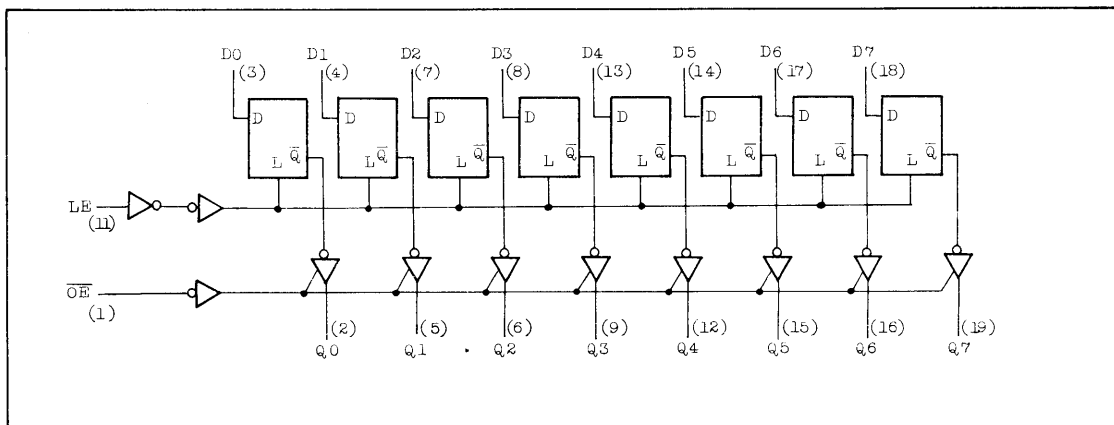 D0 D1 D2 D3 D4 D5 D6 D7
(3) (4) (7) (8) (13) (14) (17) (18)
D D D D D D D D
L Q̅ L Q̅ L Q̅ L Q̅ L Q̅ L Q̅ L Q̅ L Q̅
LE
(11)
O̅E̅
(1)
(2) (5) (6) (9) (12) (15) (16) (19)
Q0 Q1 Q2 Q3 Q4 Q5 Q6 Q7